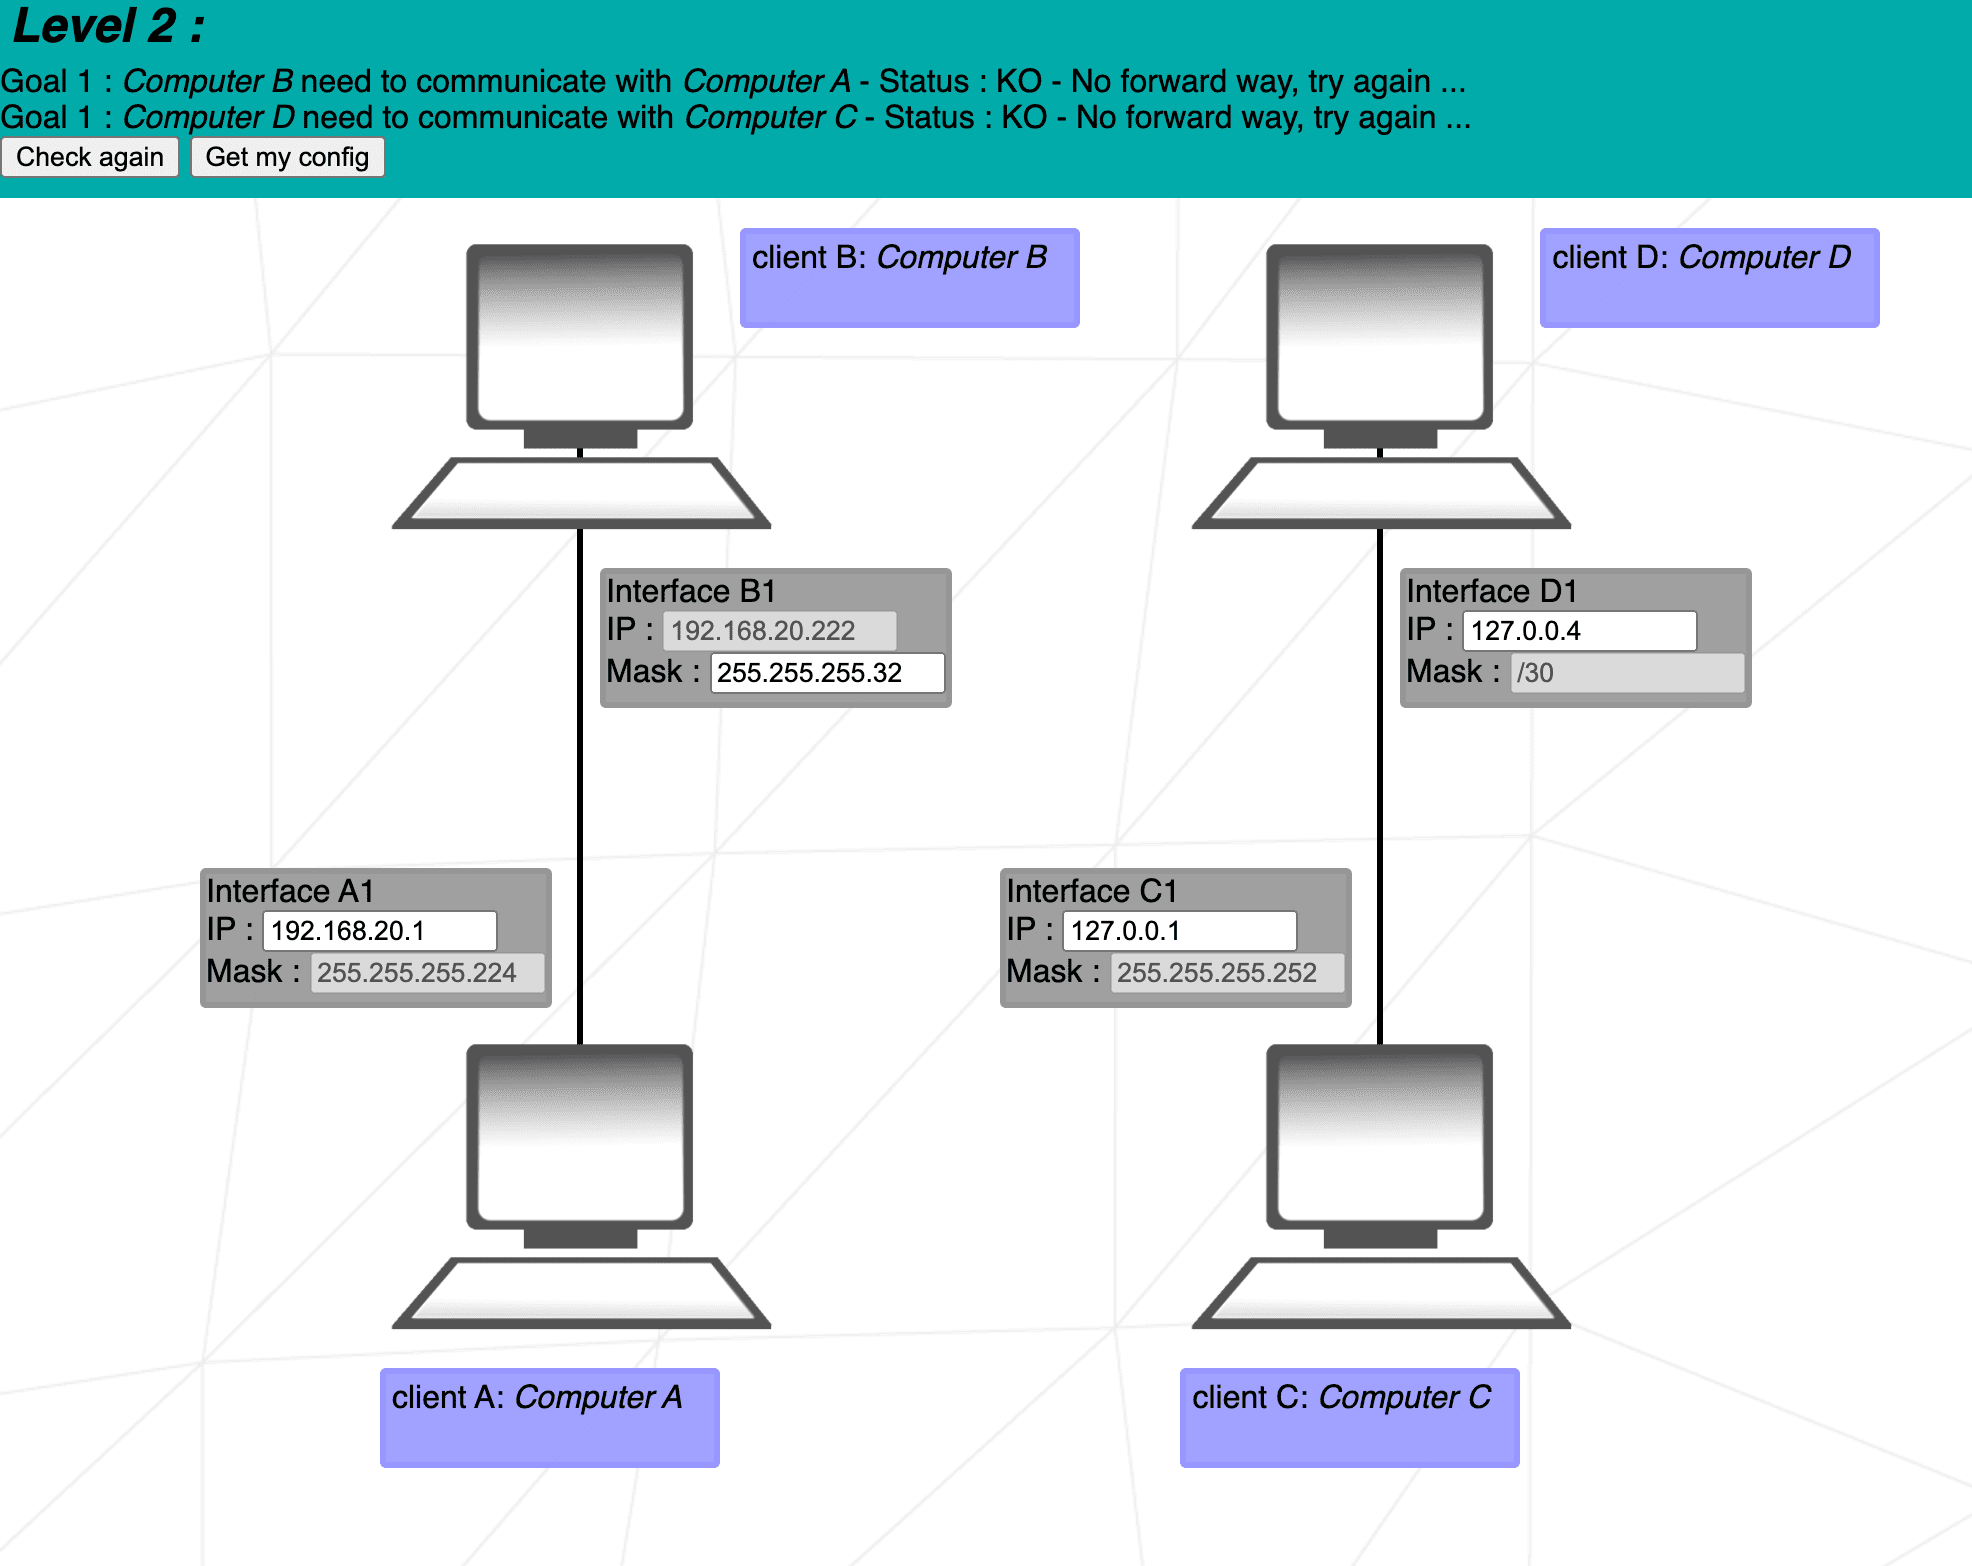 Level 2 :
Goal 1 : Computer B need to communicate with Computer A - Status : KO - No forward way, try again ...
Goal 1 : Computer D need to communicate with Computer C - Status : KO - No forward way, try again ...
Check again Get my config
client B: Computer B
client D: Computer D
Interface B1
IP : 192.168.20.222
Mask : 255.255.255.32
Interface D1
IP : 127.0.0.4
Mask : /30
Interface A1
IP : 192.168.20.1
Mask : 255.255.255.224
Interface C1
IP : 127.0.0.1
Mask : 255.255.255.252
client A: Computer A
client C: Computer C